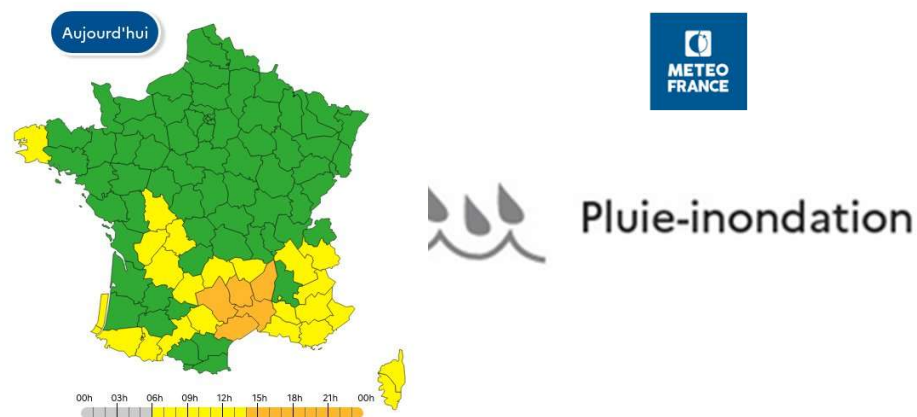 Aujourd'hui
METEO
FRANCE
Pluie-inondation
00h 03h 06h 09h 12h 15h 18h 21h 00h